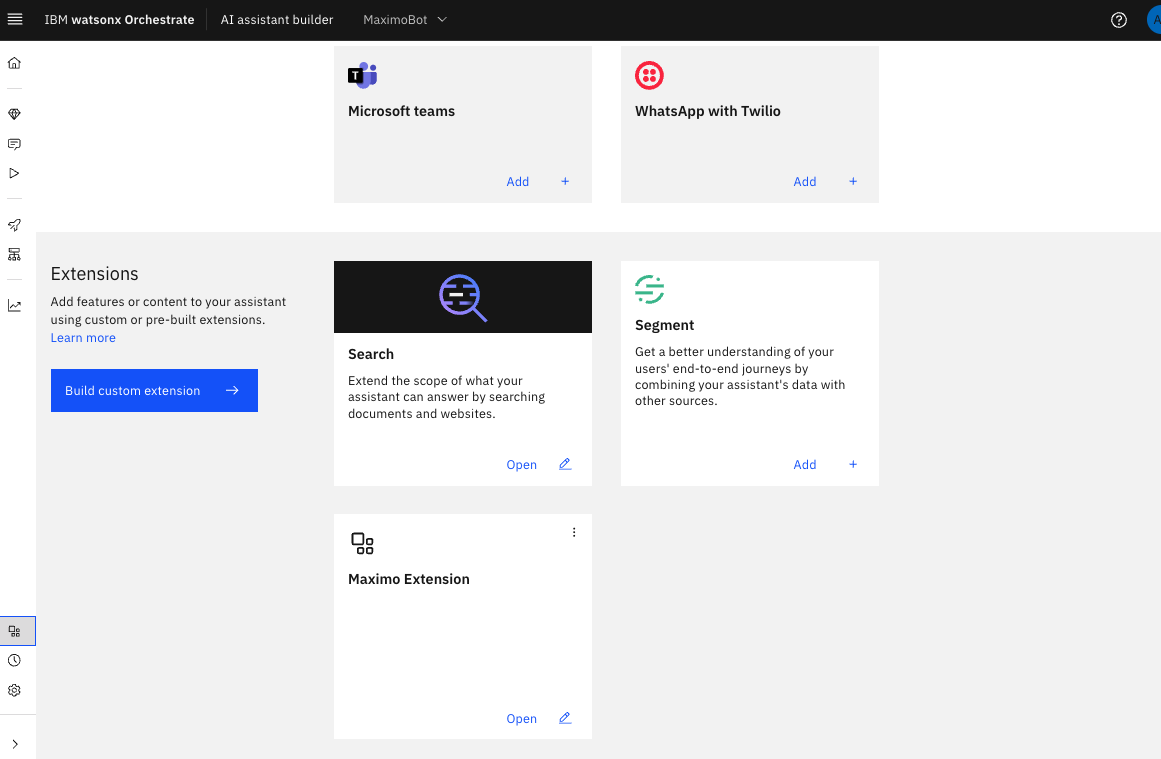 IBM watsonx Orchestrate
AI assistant builder
MaximoBot
A
T
Microsoft teams
Add +
WhatsApp with Twilio
Add +
Extensions
Add features or content to your assistant
using custom or pre-built extensions.
Learn more
Build custom extension
Search
Extend the scope of what your
assistant can answer by searching
documents and websites.
Open
Segment
Get a better understanding of your
users' end-to-end journeys by
combining your assistant's data with
other sources.
Add +
Maximo Extension
Open